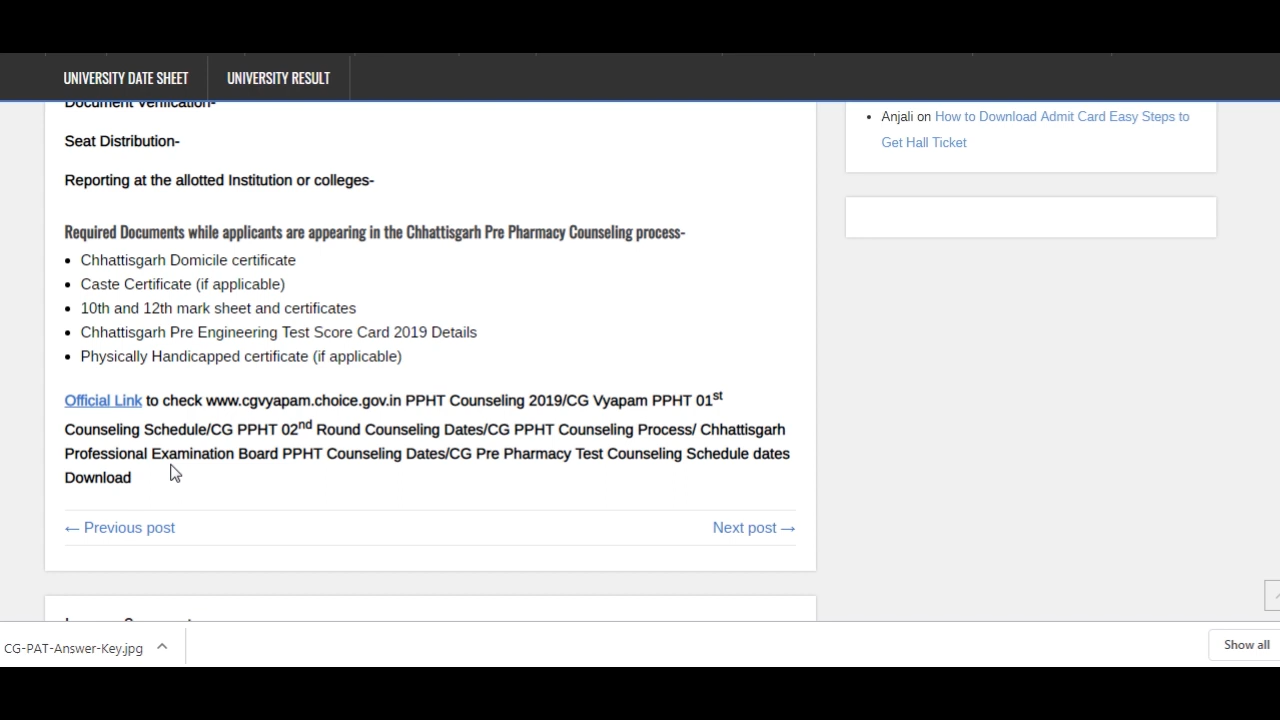 UNIVERSITY DATE SHEET
UNIVERSITY RESULT
Document Verification-
Seat Distribution-
Reporting at the allotted Institution or colleges-
Required Documents while applicants are appearing in the Chhattisgarh Pre Pharmacy Counseling process-
• Chhattisgarh Domicile certificate
• Caste Certificate (if applicable)
• 10th and 12th mark sheet and certificates
• Chhattisgarh Pre Engineering Test Score Card 2019 Details
• Physically Handicapped certificate (if applicable)
Official Link to check www.cgvyapam.choice.gov.in PPHT Counseling 2019/CG Vyapam PPHT 01st
Counseling Schedule/CG PPHT 02nd Round Counseling Dates/CG PPHT Counseling Process/ Chhattisgarh
Professional Examination Board PPHT Counseling Dates/CG Pre Pharmacy Test Counseling Schedule dates
Download
← Previous post
Next post →
• Anjali on How to Download Admit Card Easy Steps to
Get Hall Ticket
CG-PAT-Answer-Key.jpg
Show all